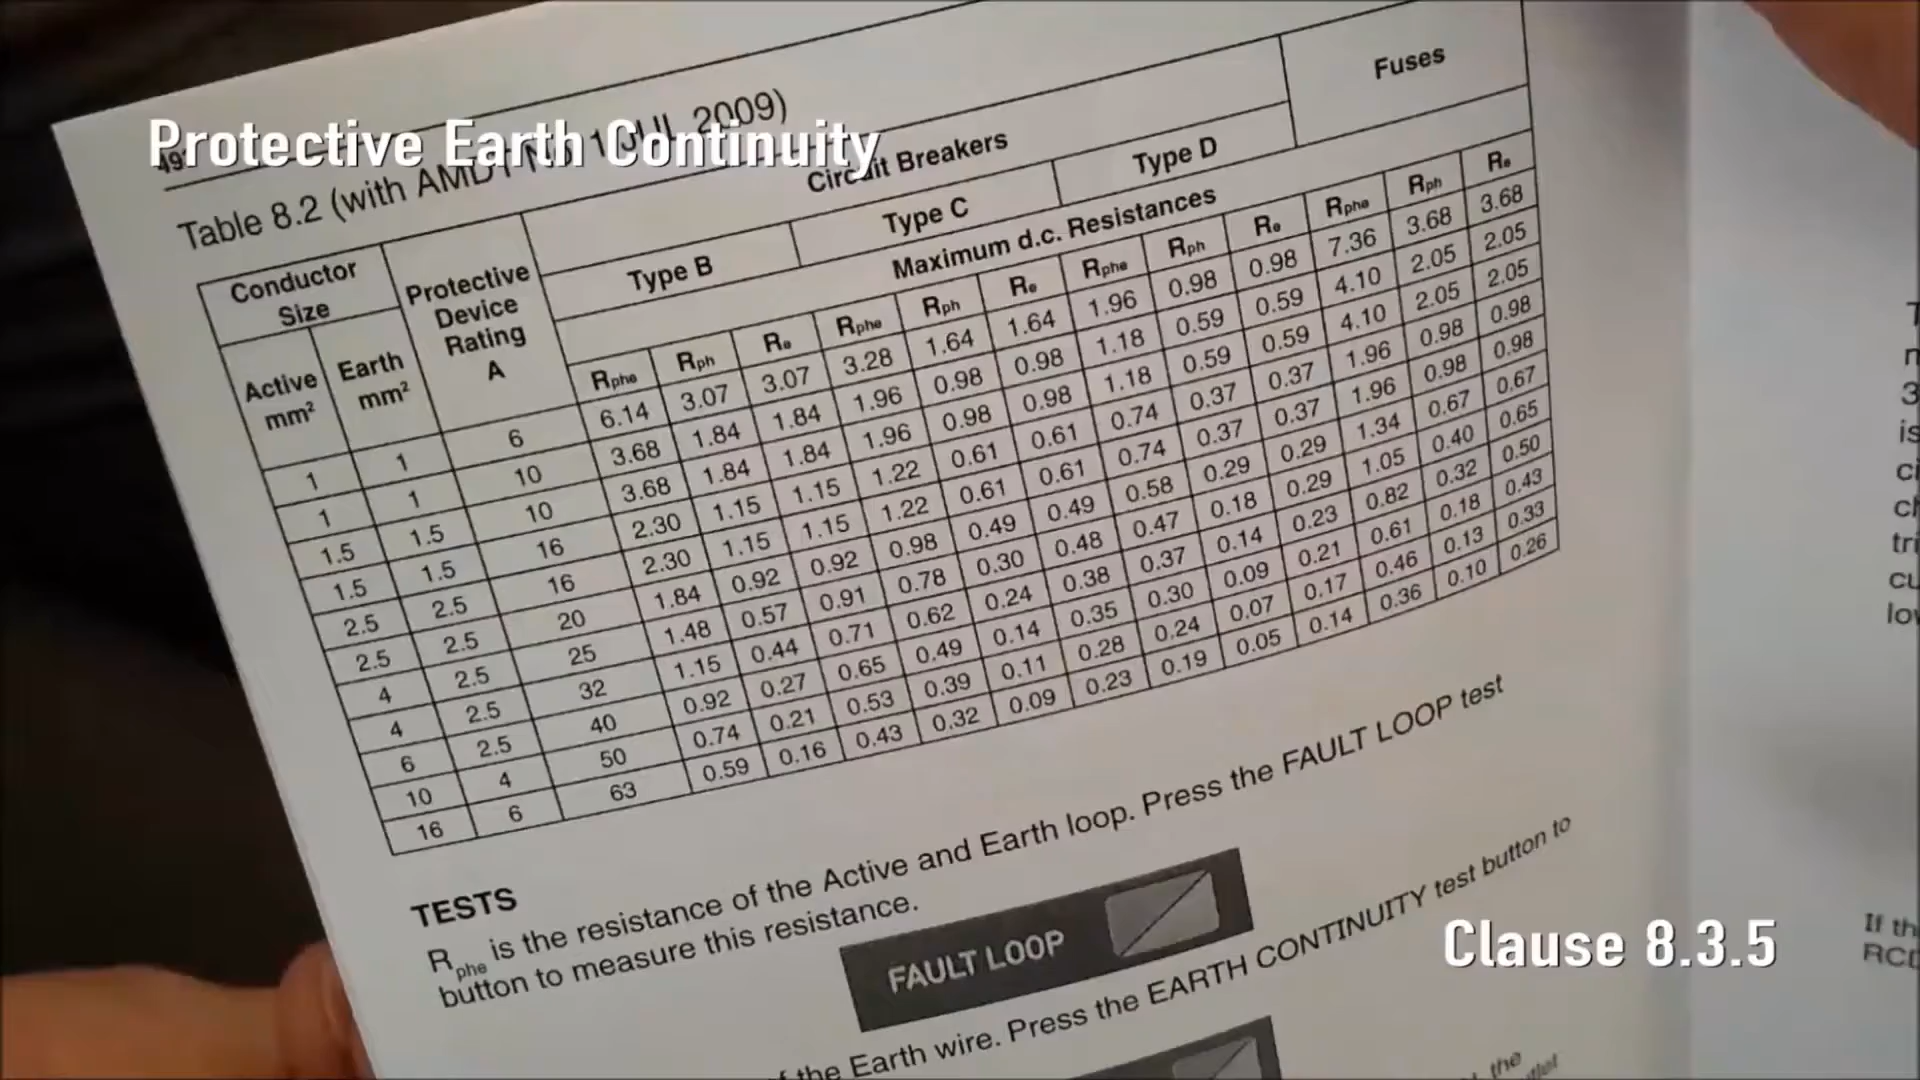 Protective Earth Continuity
Table 8.2 (with AMDT No 1 JUL 2009)
Conductor Size
Protective Device Rating A
Circuit Breakers
Fuses
Type B Type C Type D
Maximum d.c. Resistances
Active mm² Earth mm² Rphe Rph Re Rphe Rph Re Rphe Rph Re Rphe Rph Re
1 1 6 6.14 3.07 3.07 3.28 1.64 1.64 1.96 0.98 0.98 7.36 3.68 3.68
1 1 10 3.68 1.84 1.84 1.96 0.98 0.98 1.18 0.59 0.59 4.10 2.05 2.05
1.5 1.5 10 3.68 1.84 1.84 1.96 0.98 0.98 1.18 0.59 0.59 4.10 2.05 2.05
1.5 1.5 16 2.30 1.15 1.15 1.22 0.61 0.61 0.74 0.37 0.37 1.96 0.98 0.98
2.5 2.5 16 2.30 1.15 1.15 1.22 0.61 0.61 0.74 0.37 0.37 1.96 0.98 0.98
2.5 2.5 20 1.84 0.92 0.92 0.98 0.49 0.49 0.58 0.29 0.29 1.34 0.67 0.67
4 2.5 25 1.48 0.57 0.91 0.78 0.30 0.48 0.47 0.18 0.29 1.05 0.40 0.65
4 2.5 32 1.15 0.44 0.71 0.62 0.24 0.38 0.37 0.14 0.23 0.82 0.32 0.50
6 2.5 40 0.92 0.27 0.65 0.49 0.14 0.35 0.30 0.09 0.21 0.61 0.18 0.43
10 4 50 0.74 0.21 0.53 0.39 0.11 0.28 0.24 0.07 0.17 0.46 0.13 0.33
16 6 63 0.59 0.16 0.43 0.32 0.09 0.23 0.19 0.05 0.14 0.36 0.10 0.26
TESTS
Rphe is the resistance of the Active and Earth loop. Press the FAULT LOOP test
button to measure this resistance.
FAULT LOOP
the Earth wire. Press the EARTH CONTINUITY test button to
the
Clause 8.3.5
If th
RCD